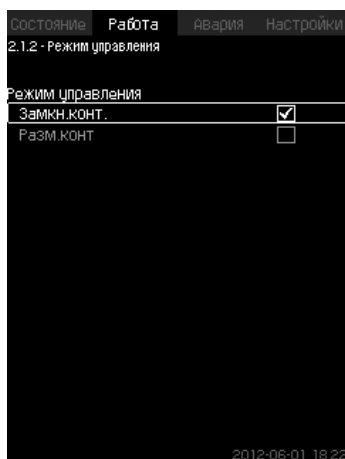 Состояние Работа Авария Настройки
2.1.2 - Режим управления
Режим управления
Замкн.конт.
Разм.конт
2012-06-01 18:22